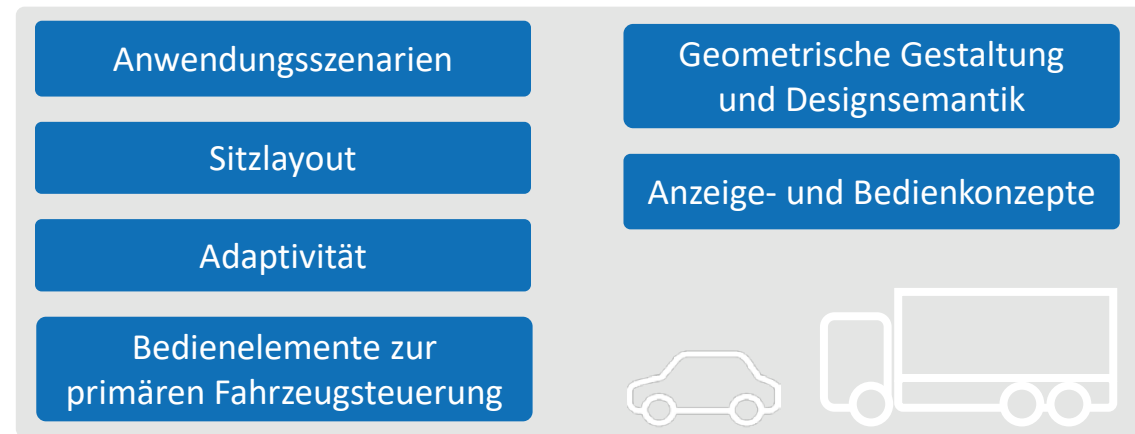 Anwendungsszenarien
Sitzlayout
Adaptivität
Bedienelemente zur
primären Fahrzeugsteuerung
Geometrische Gestaltung
und Designsemantik
Anzeige- und Bedienkonzepte